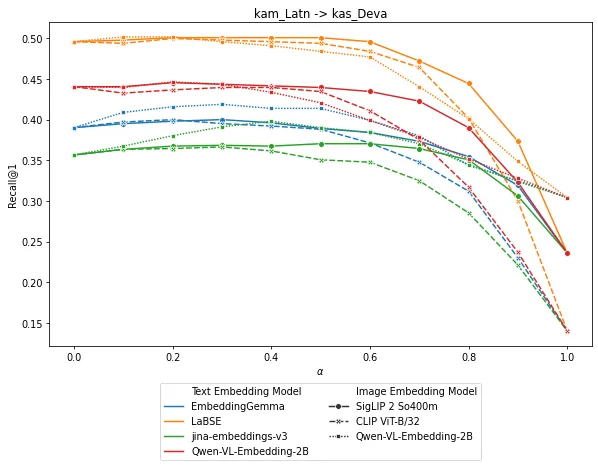 kam_Latn -> kas_Deva
Recall@1
0.50
0.45
0.40
0.35
0.30
0.25
0.20
0.15
0.0
0.2
0.4
0.6
0.8
1.0
α
Text Embedding Model
EmbeddingGemma
LaBSE
jina-embeddings-v3
Qwen-VL-Embedding-2B
Image Embedding Model
SigLIP 2 So400m
CLIP ViT-B/32
Qwen-VL-Embedding-2B